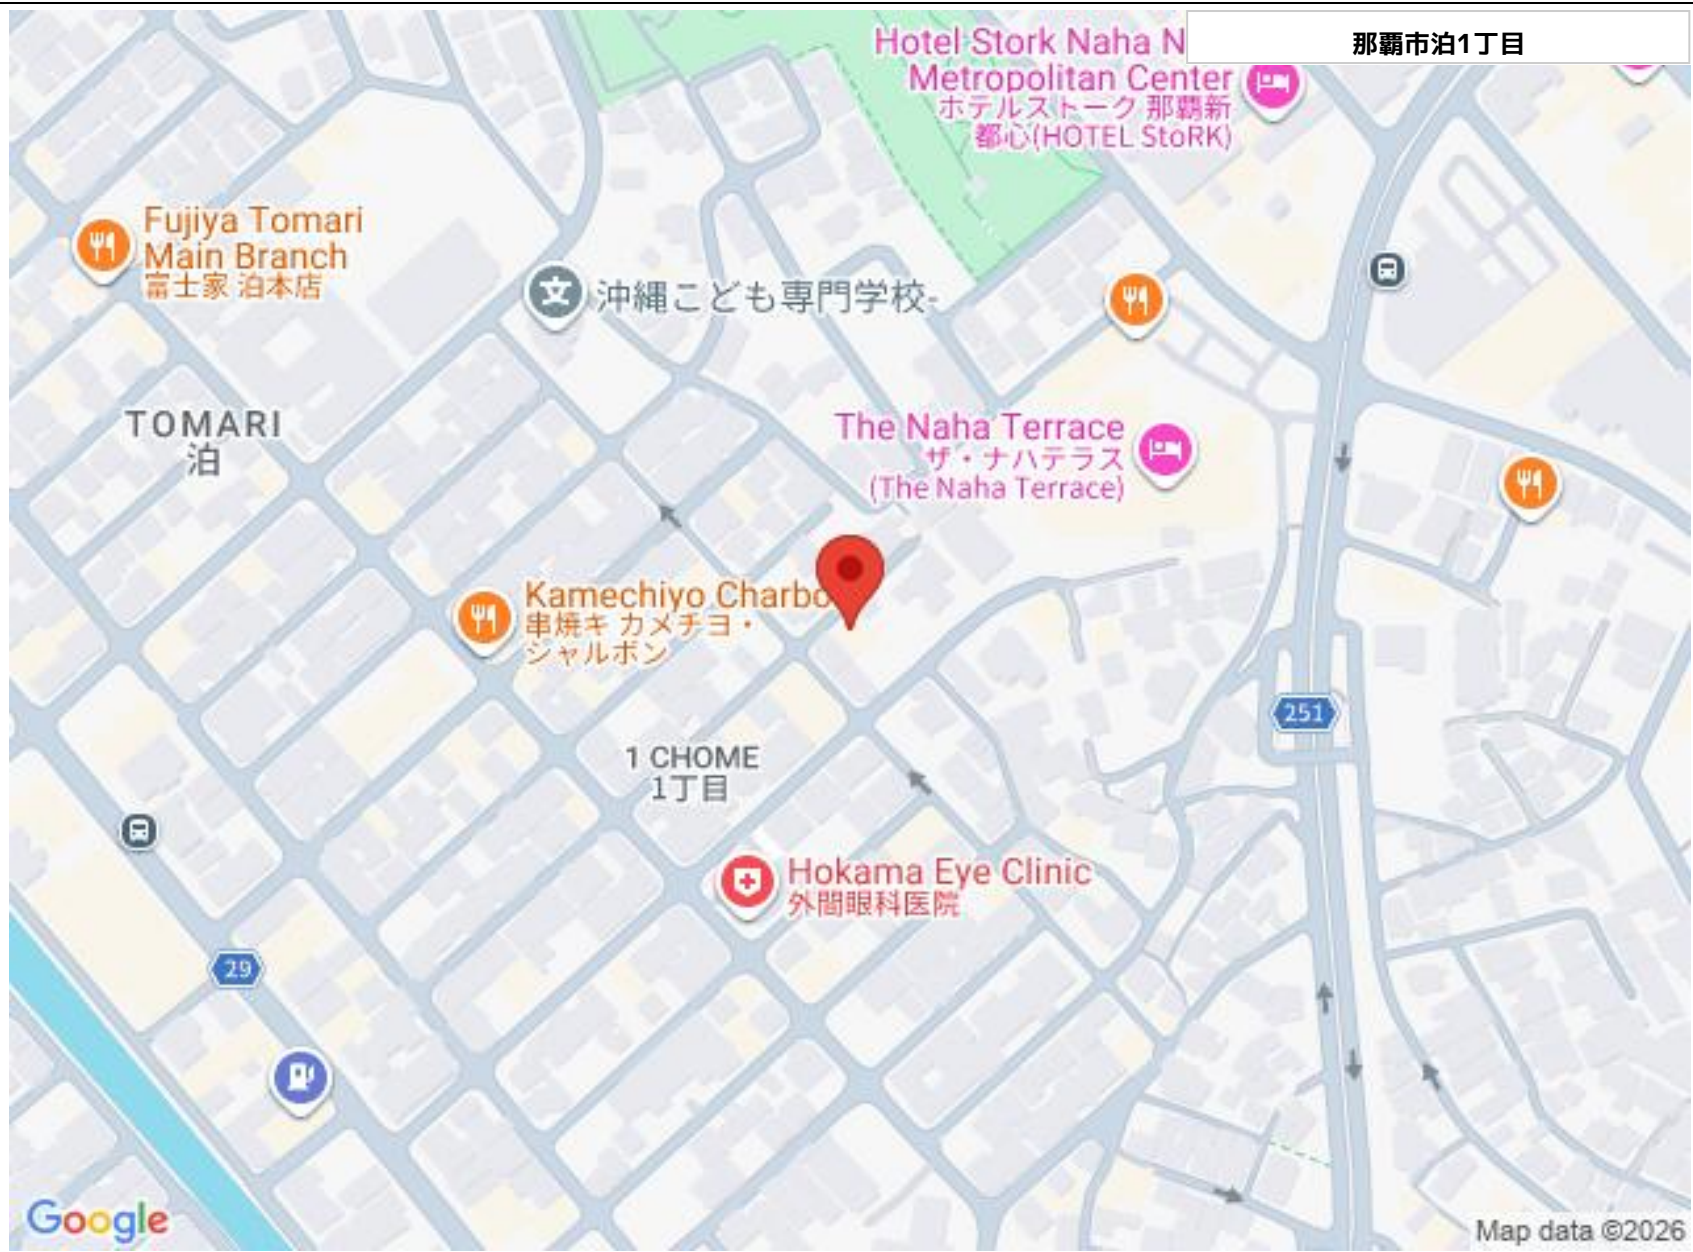 Hotel Stork Naha N
Metropolitan Center
ホテルストーク 那覇新
都心(HOTEL StoRK)
那覇市泊1丁目
Fujiya Tomari
Main Branch
富士家 泊本店
沖縄こども専門学校-
TOMARI
泊
The Naha Terrace
ザ・ナハテラス
(The Naha Terrace)
Kamechiyo Charbo
串焼キ カメチヨ・
シャルボン
251
1 CHOME
1丁目
Hokama Eye Clinic
外間眼科医院
29
Google
Map data ©2026